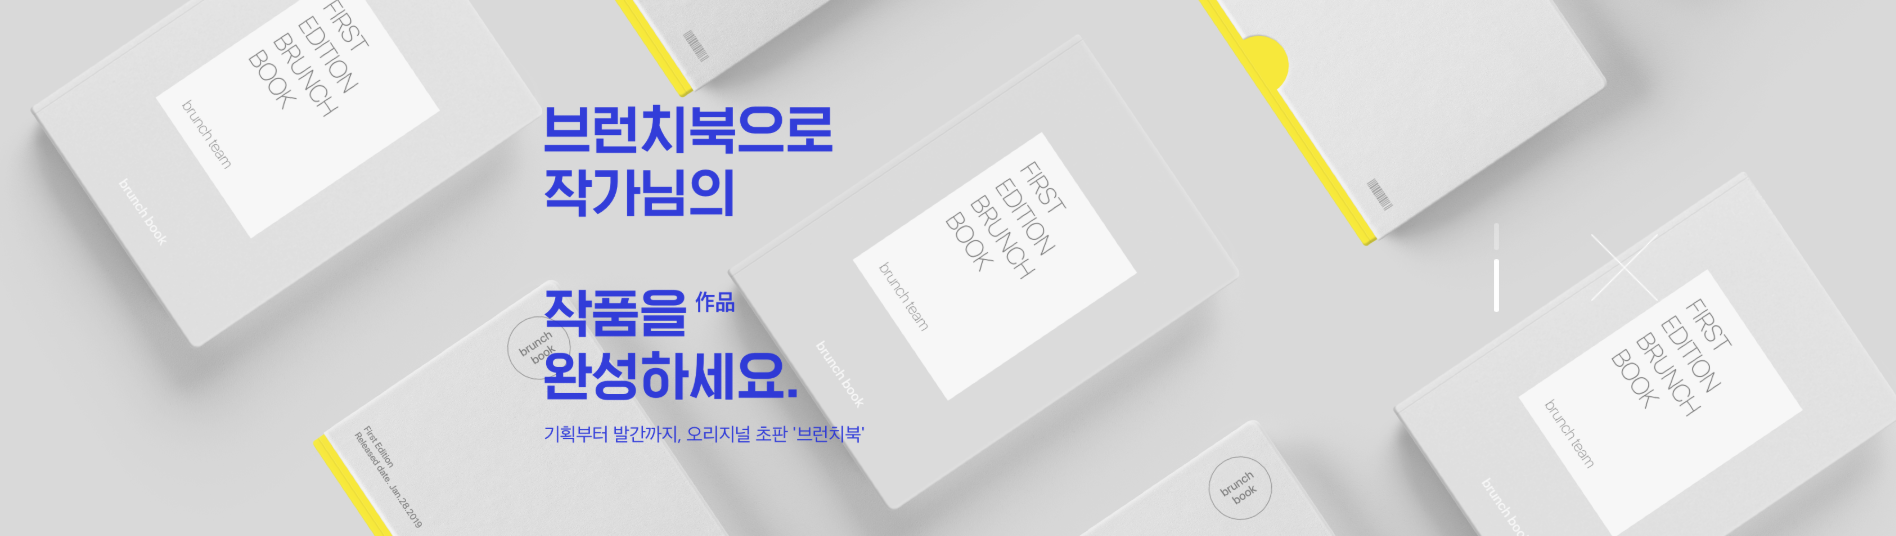 FIRST
EDITION
BRUNCH
BOOK
brunch team
brunch book
브런치북으로
작가님의
작품을 作品
완성하세요.
기획부터 발간까지, 오리지널 초판 '브런치북'
FIRST
EDITION
BRUNCH
BOOK
brunch team
brunch book
brunch
book
First Edition
Released date. Jan.28.2019
brunch
book
FIRST
EDITION
BRUNCH
BOOK
brunch team
brunch book